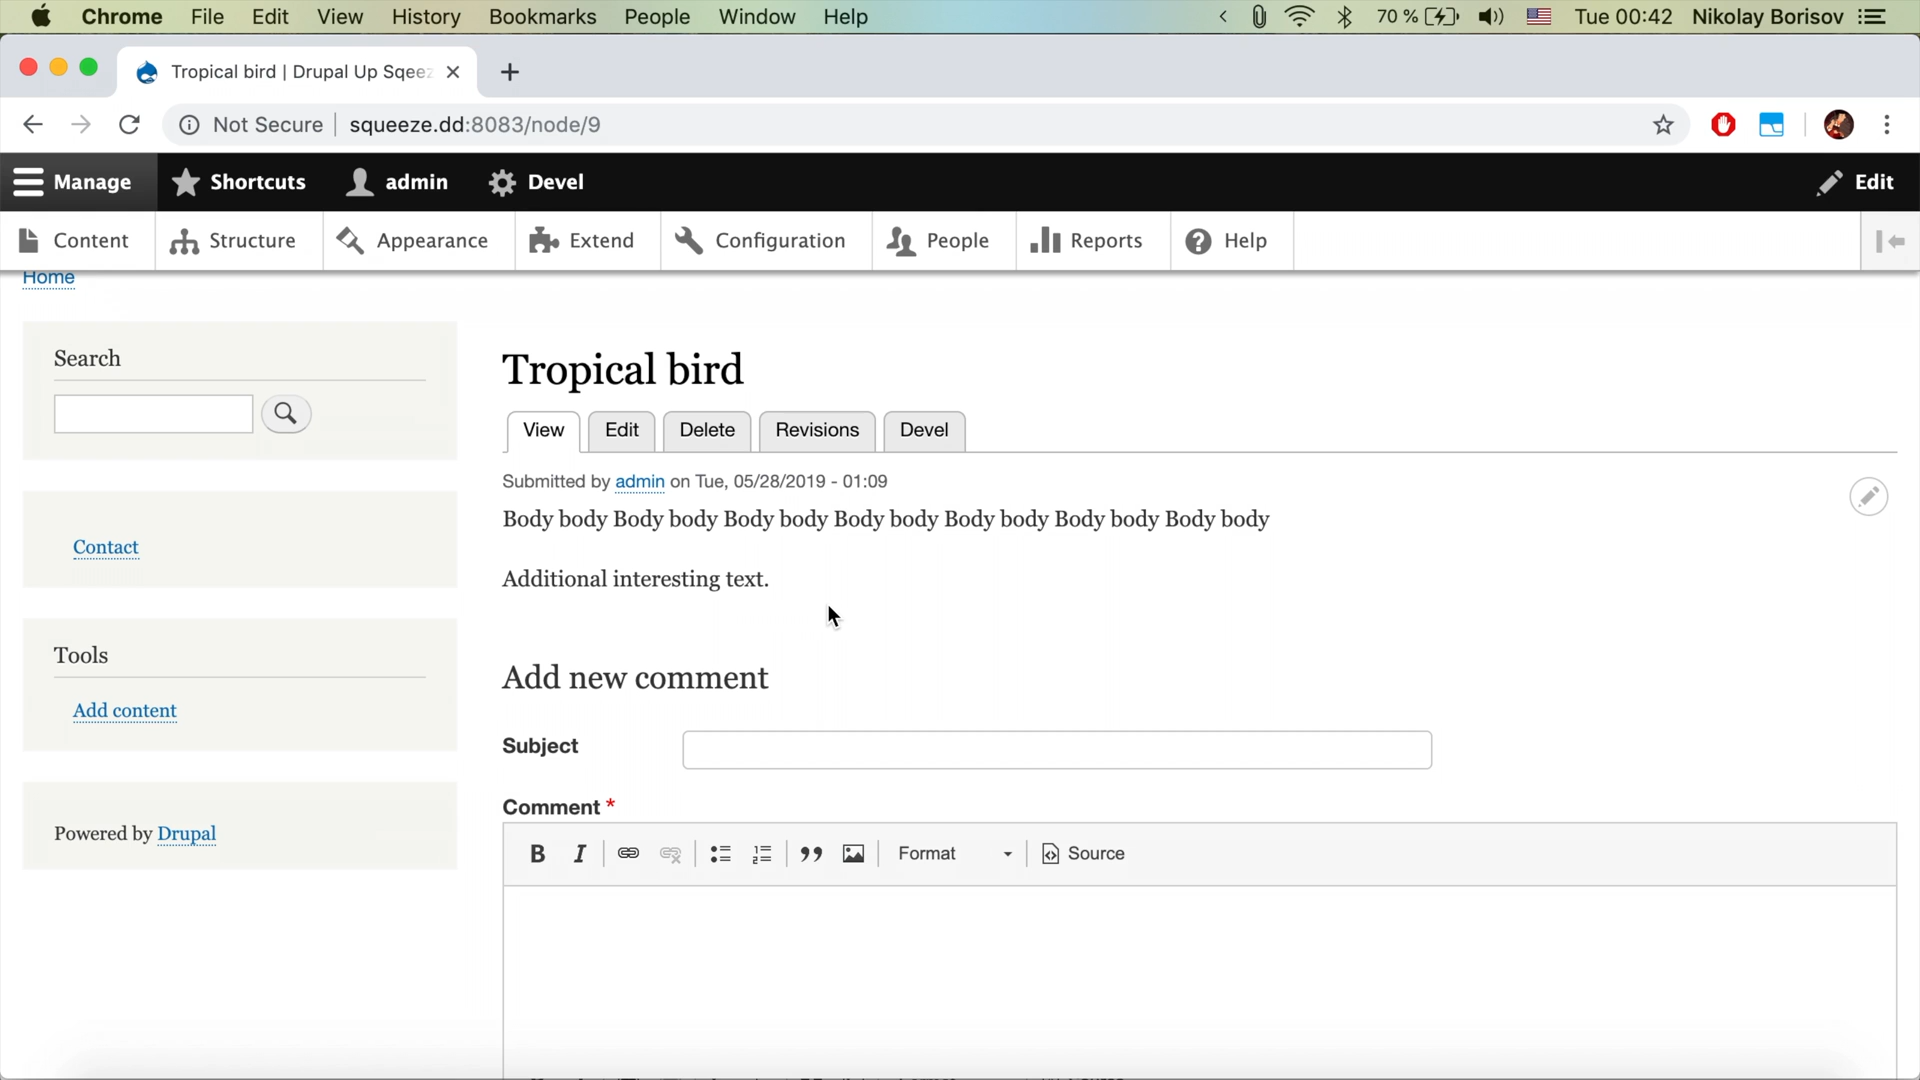 Chrome File Edit View History Bookmarks People Window Help 70 % Tue 00:42 Nikolay Borisov
Tropical bird | Drupal Up Sqeez
Not Secure squeeze.dd:8083/node/9
Manage Shortcuts admin Devel Edit
Content Structure Appearance Extend Configuration People Reports Help
Home
Search
Tropical bird
View Edit Delete Revisions Devel
Submitted by admin on Tue, 05/28/2019 - 01:09
Body body Body body Body body Body body Body body Body body Body body
Contact
Additional interesting text.
Tools
Add content
Add new comment
Subject
Comment *
Powered by Drupal
B I Format Source